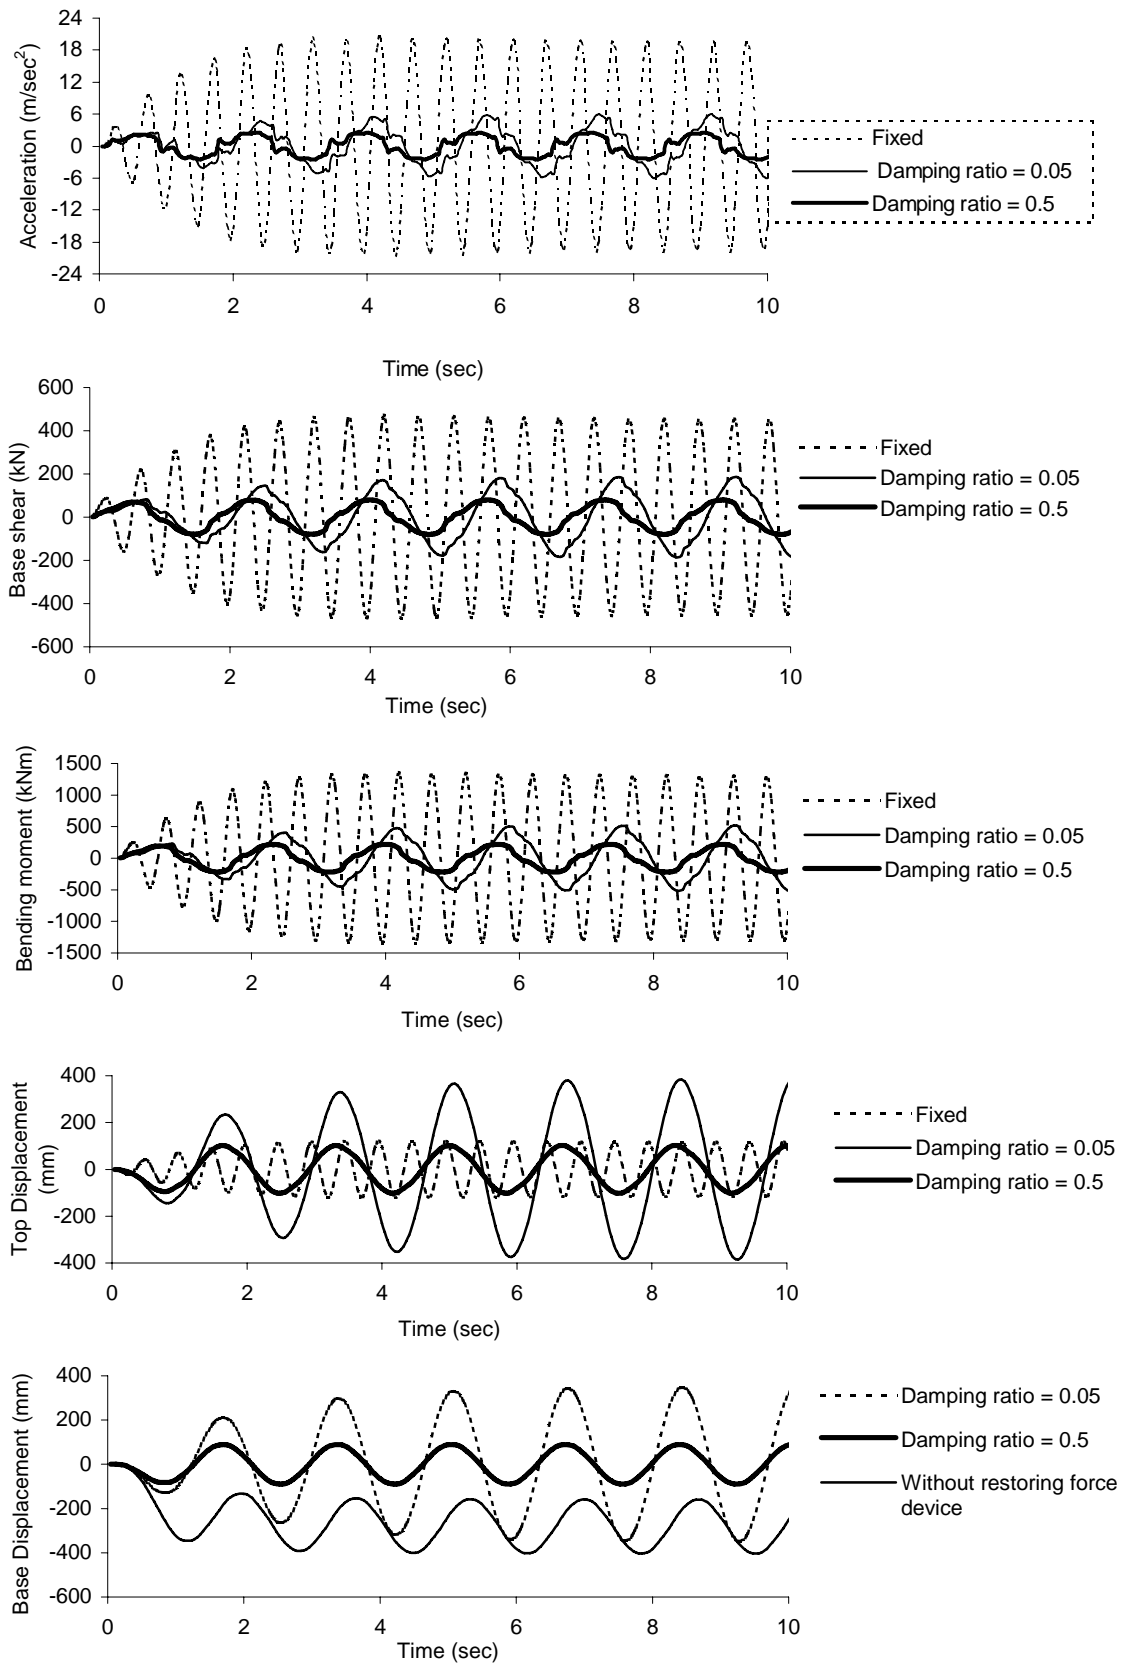 24
18
12
6
0
-6
-12
-18
-24
Acceleration (m/sec²)
0 2 4 6 8 10
Time (sec)
Fixed
Damping ratio = 0.05
Damping ratio = 0.5
600
400
200
0
-200
-400
-600
Base shear (kN)
0 2 4 6 8 10
Time (sec)
Fixed
Damping ratio = 0.05
Damping ratio = 0.5
1500
1000
500
0
-500
-1000
-1500
Bending moment (kNm)
0 2 4 6 8 10
Time (sec)
Fixed
Damping ratio = 0.05
Damping ratio = 0.5
400
200
0
-200
-400
Top Displacement
(mm)
0 2 4 6 8 10
Time (sec)
Fixed
Damping ratio = 0.05
Damping ratio = 0.5
400
200
0
-200
-400
-600
Base Displacement (mm)
0 2 4 6 8 10
Time (sec)
Damping ratio = 0.05
Damping ratio = 0.5
Without restoring force
device